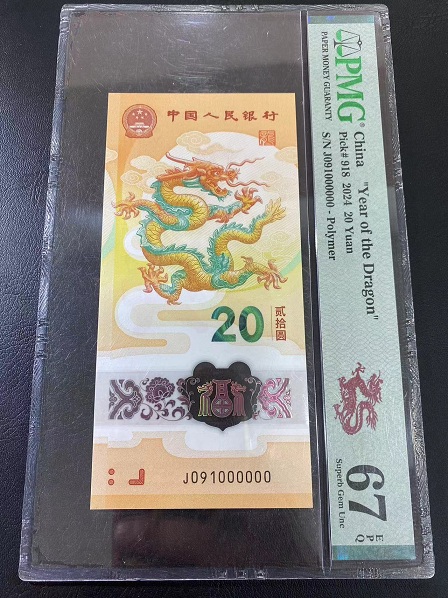 中国人民银行
20 贰拾圆
J091000000
PMG®
PAPER MONEY GUARANTY
China "Year of the Dragon"
Pick# 918 2024 20 Yuan
S/N J091000000 - Polymer
67 EPQ
Superb Gem Unc